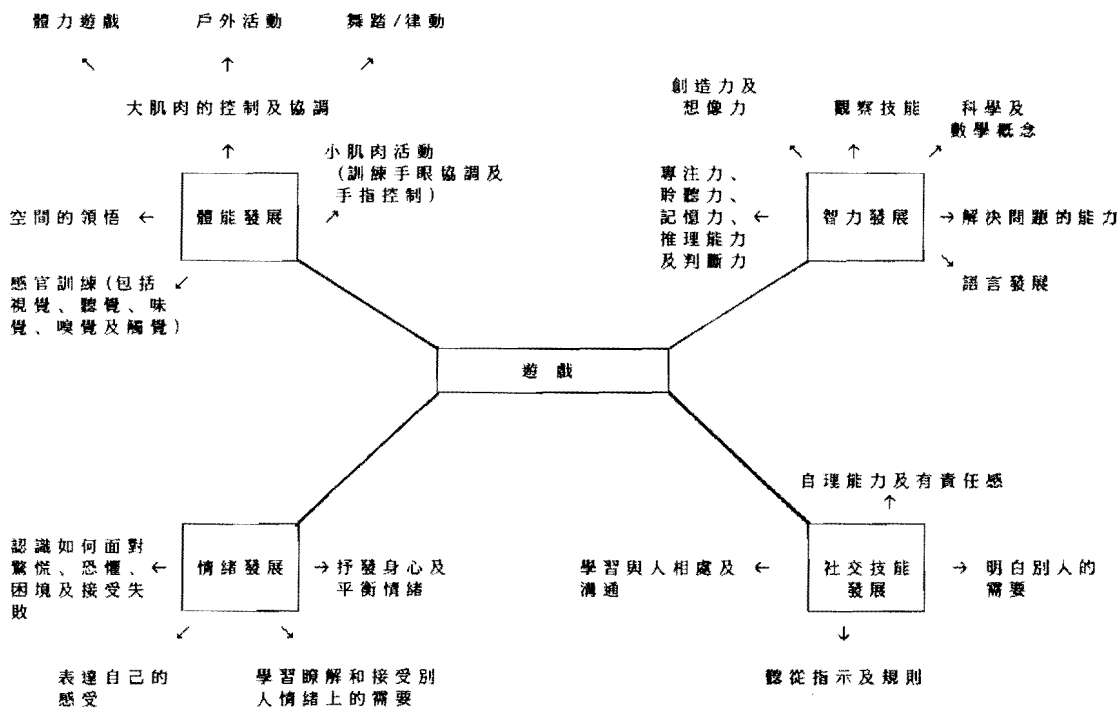 體力遊戲
戶外活動
舞蹈/律動
大肌肉的控制及協調
小肌肉活動
(訓練手眼協調及
手指控制)
空間的領悟
體能發展
感官訓練(包括
視覺、聽覺、味
覺、嗅覺及觸覺)
創造力及
想像力
觀察技能
科學及
數學概念
專注力、
聆聽力、
記憶力、
推理能力
及判斷力
智力發展
解決問題的能力
語言發展
遊戲
認識如何面對
驚慌、恐懼、
困境及接受失
敗
情緒發展
抒發身心及
平衡情緒
表達自己的
感受
學習瞭解和接受別
人情緒上的需要
自理能力及有責任感
學習與人相處及
溝通
社交技能
發展
明白別人的
需要
聽從指示及規則